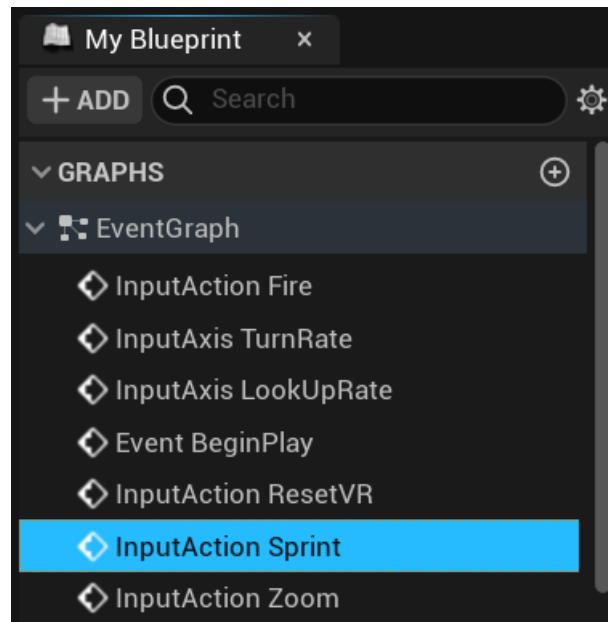 My Blueprint ×
+ ADD Search
GRAPHS
EventGraph
InputAction Fire
InputAxis TurnRate
InputAxis LookUpRate
Event BeginPlay
InputAction ResetVR
InputAction Sprint
InputAction Zoom